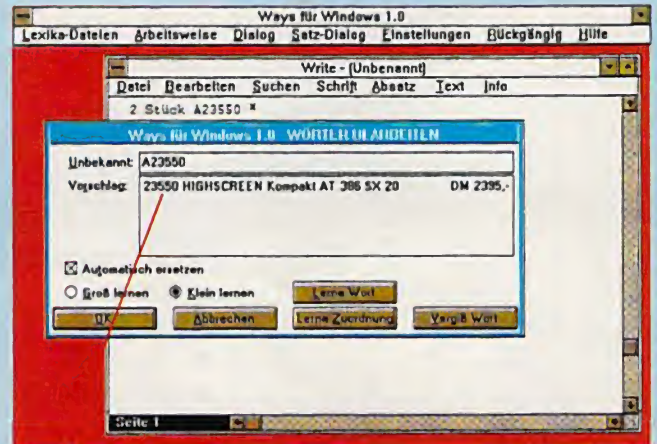 Ways für Windows 1.0
Lexika-Dateien Arbeitsweise Dialog Satz-Dialog Einstellungen Rückgängig Hilfe
Write - (Unbenannt)
Datei Bearbeiten Suchen Schrift Absatz Text Info
2 Stück A23550 ¤
Ways für Windows 1.0 WÖRTER ÜBERARBEITEN
Unbekannt: A23550
Vorschlag: 23550 HIGHSCREEN Kompakt AT 386 SX 20 DM 2395,-
Automatisch ersetzen
Groß lernen Klein lernen Lerne Wort
OK Abbrechen Lerne Zuordnung Vergiß Wort
Seite 1